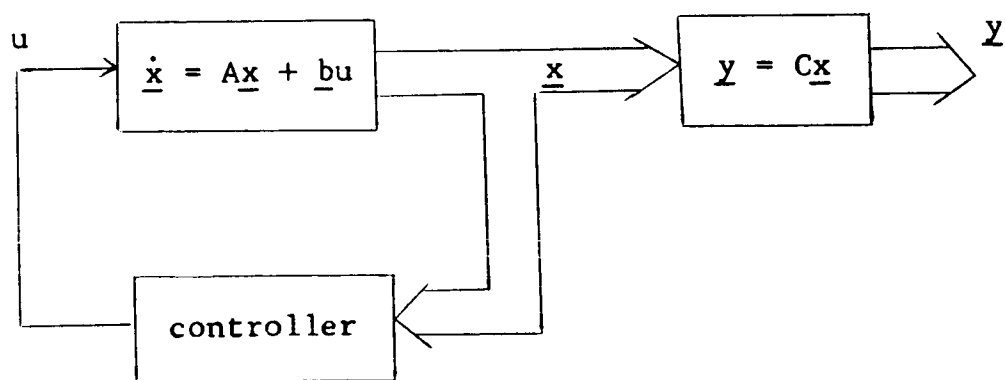 u
ẋ = Ax + bu
x
y = Cx
y
controller